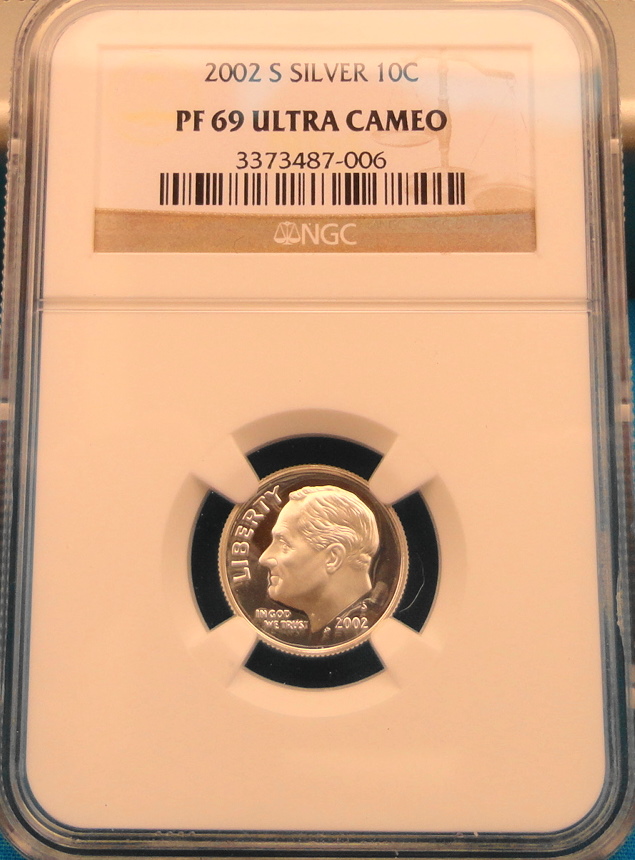 2002 S SILVER 10C
PF 69 ULTRA CAMEO
3373487-006
NGC
LIBERTY
IN GOD
WE TRUST
S
2002